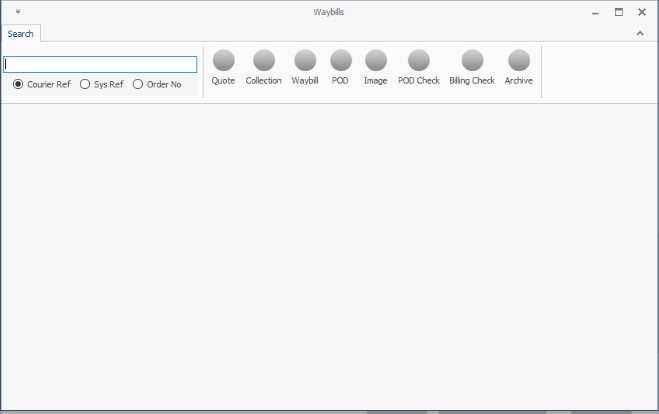 Waybills
Search
Courier Ref Sys Ref Order No
Quote Collection Waybill POD Image POD Check Billing Check Archive